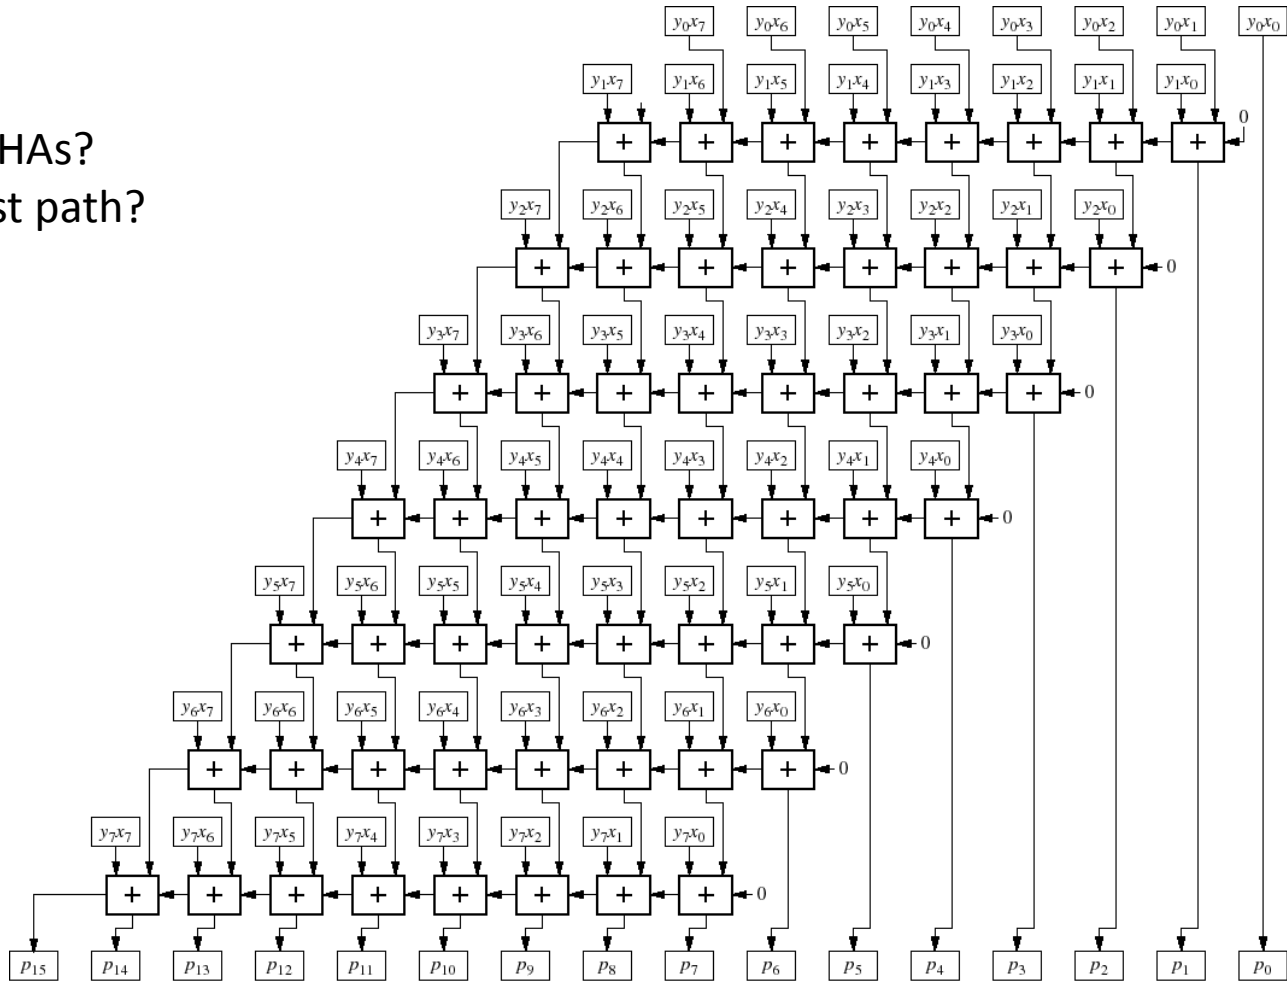 y0x7 y0x6 y0x5 y0x4 y0x3 y0x2 y0x1 y0x0
y1x7 y1x6 y1x5 y1x4 y1x3 y1x2 y1x1 y1x0
0
HAs?
+ + + + + + + +
st path?
y2x7 y2x6 y2x5 y2x4 y2x3 y2x2 y2x1 y2x0
+ + + + + + + + 0
y3x7 y3x6 y3x5 y3x4 y3x3 y3x2 y3x1 y3x0
+ + + + + + + + 0
y4x7 y4x6 y4x5 y4x4 y4x3 y4x2 y4x1 y4x0
+ + + + + + + + 0
y5x7 y5x6 y5x5 y5x4 y5x3 y5x2 y5x1 y5x0
+ + + + + + + + 0
y6x7 y6x6 y6x5 y6x4 y6x3 y6x2 y6x1 y6x0
+ + + + + + + + 0
y7x7 y7x6 y7x5 y7x4 y7x3 y7x2 y7x1 y7x0
+ + + + + + + + 0
p15 p14 p13 p12 p11 p10 p9 p8 p7 p6 p5 p4 p3 p2 p1 p0